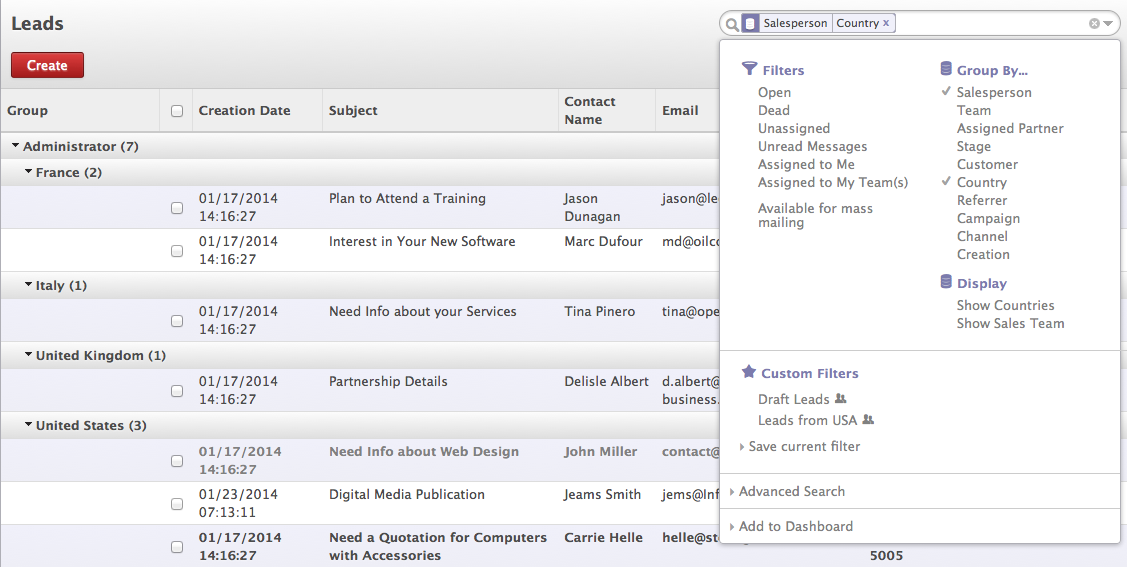 Leads
Salesperson Country x
Create
Group Creation Date Subject Contact Name Email
Administrator (7)
France (2)
01/17/2014 14:16:27 Plan to Attend a Training Jason Dunagan jason@le
01/17/2014 14:16:27 Interest in Your New Software Marc Dufour md@oilco
Italy (1)
01/17/2014 14:16:27 Need Info about your Services Tina Pinero tina@ope
United Kingdom (1)
01/17/2014 14:16:27 Partnership Details Delisle Albert d.albert@ business.
United States (3)
01/17/2014 14:16:27 Need Info about Web Design John Miller contact@
01/23/2014 07:13:11 Digital Media Publication Jeams Smith jems@Inf
01/17/2014 14:16:27 Need a Quotation for Computers with Accessories Carrie Helle helle@st
5005
Filters
Open
Dead
Unassigned
Unread Messages
Assigned to Me
Assigned to My Team(s)
Available for mass
mailing
Group By...
Salesperson
Team
Assigned Partner
Stage
Customer
Country
Referrer
Campaign
Channel
Creation
Display
Show Countries
Show Sales Team
Custom Filters
Draft Leads
Leads from USA
Save current filter
Advanced Search
Add to Dashboard